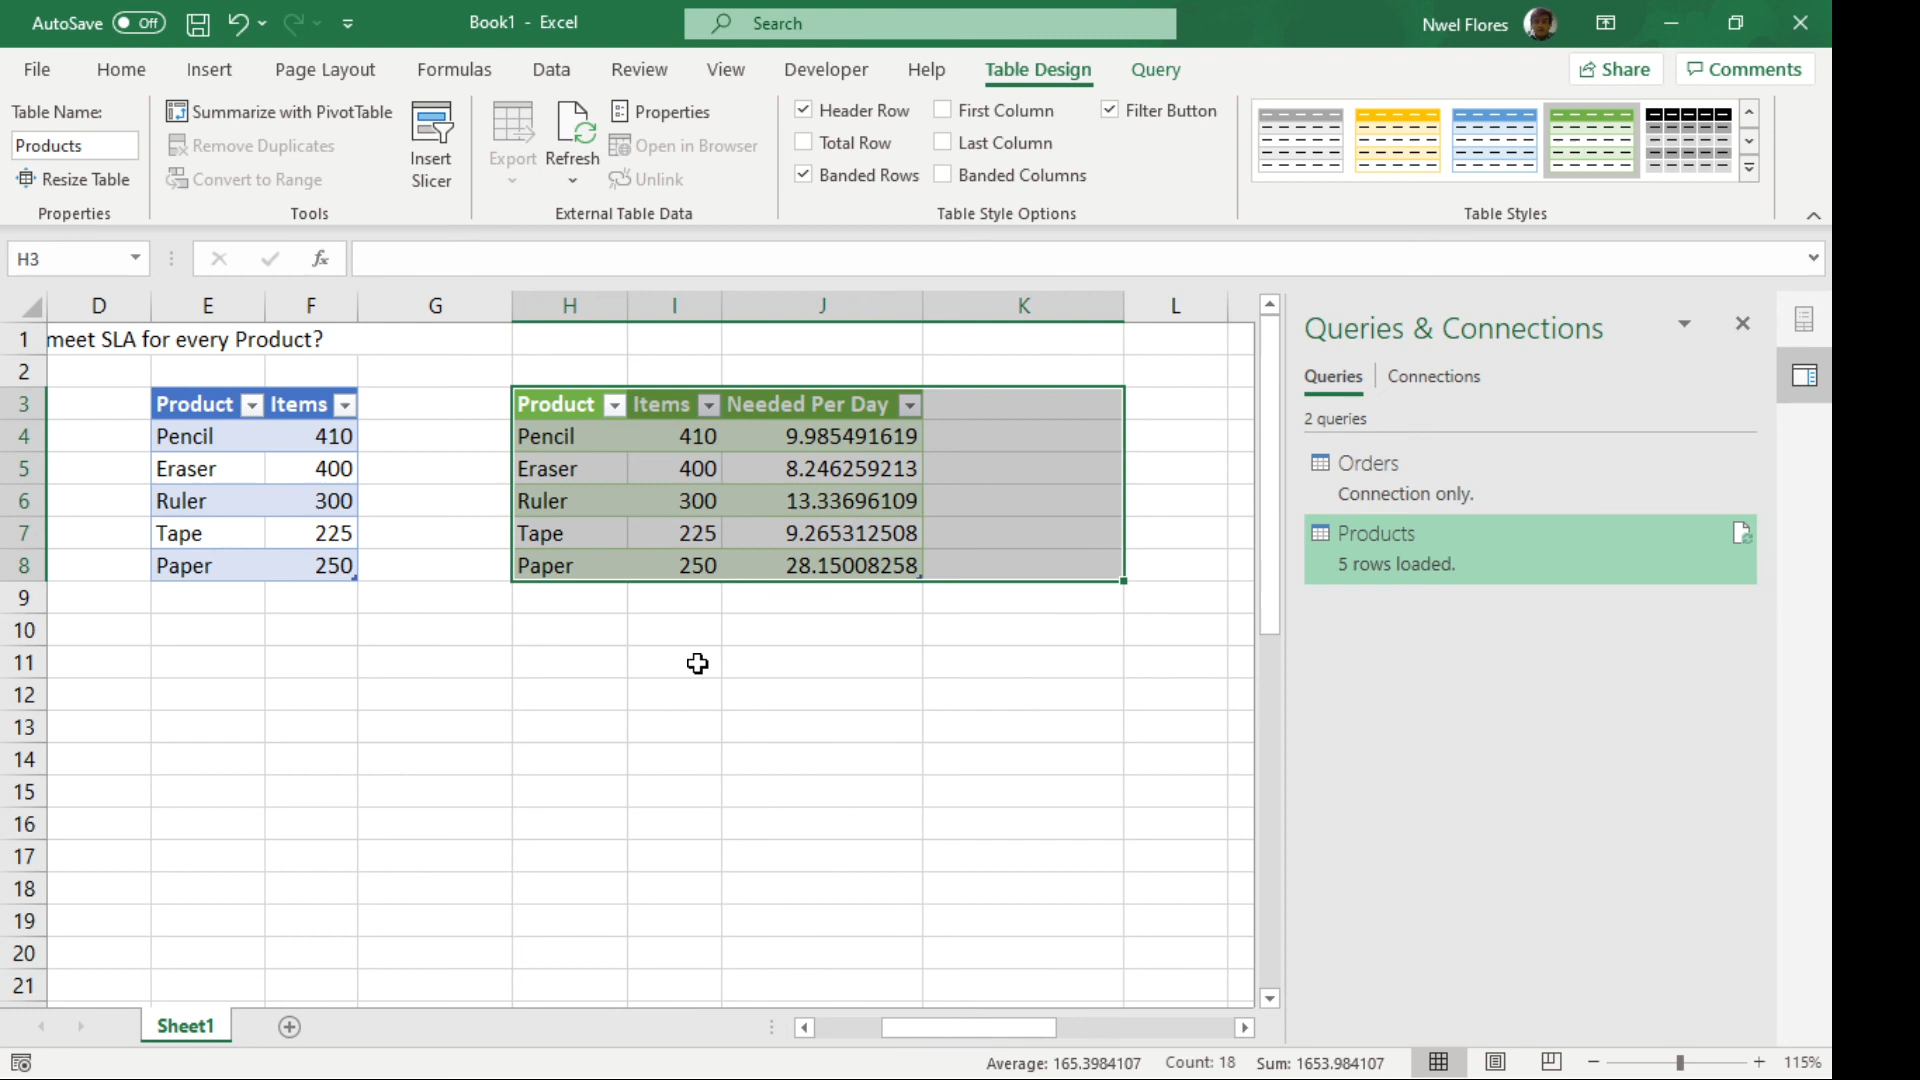 AutoSave Off Book1 - Excel Search Nwel Flores
File Home Insert Page Layout Formulas Data Review View Developer Help Table Design Query Share Comments
Table Name:
Products
Resize Table
Properties
Summarize with PivotTable
Remove Duplicates
Convert to Range
Tools
Insert
Slicer
Export
Refresh
Properties
Open in Browser
Unlink
External Table Data
Header Row First Column Filter Button
Total Row Last Column
Banded Rows Banded Columns
Table Style Options
Table Styles
H3 fx
D E F G H I J K L
1 meet SLA for every Product?
2
3 Product Items Product Items Needed Per Day
4 Pencil 410 Pencil 410 9.985491619
5 Eraser 400 Eraser 400 8.246259213
6 Ruler 300 Ruler 300 13.33696109
7 Tape 225 Tape 225 9.265312508
8 Paper 250 Paper 250 28.15008258
9
10
11
12
13
14
15
16
17
18
19
20
21
Queries & Connections
Queries Connections
2 queries
Orders
Connection only.
Products
5 rows loaded.
Sheet1
Average: 165.3984107 Count: 18 Sum: 1653.984107 115%